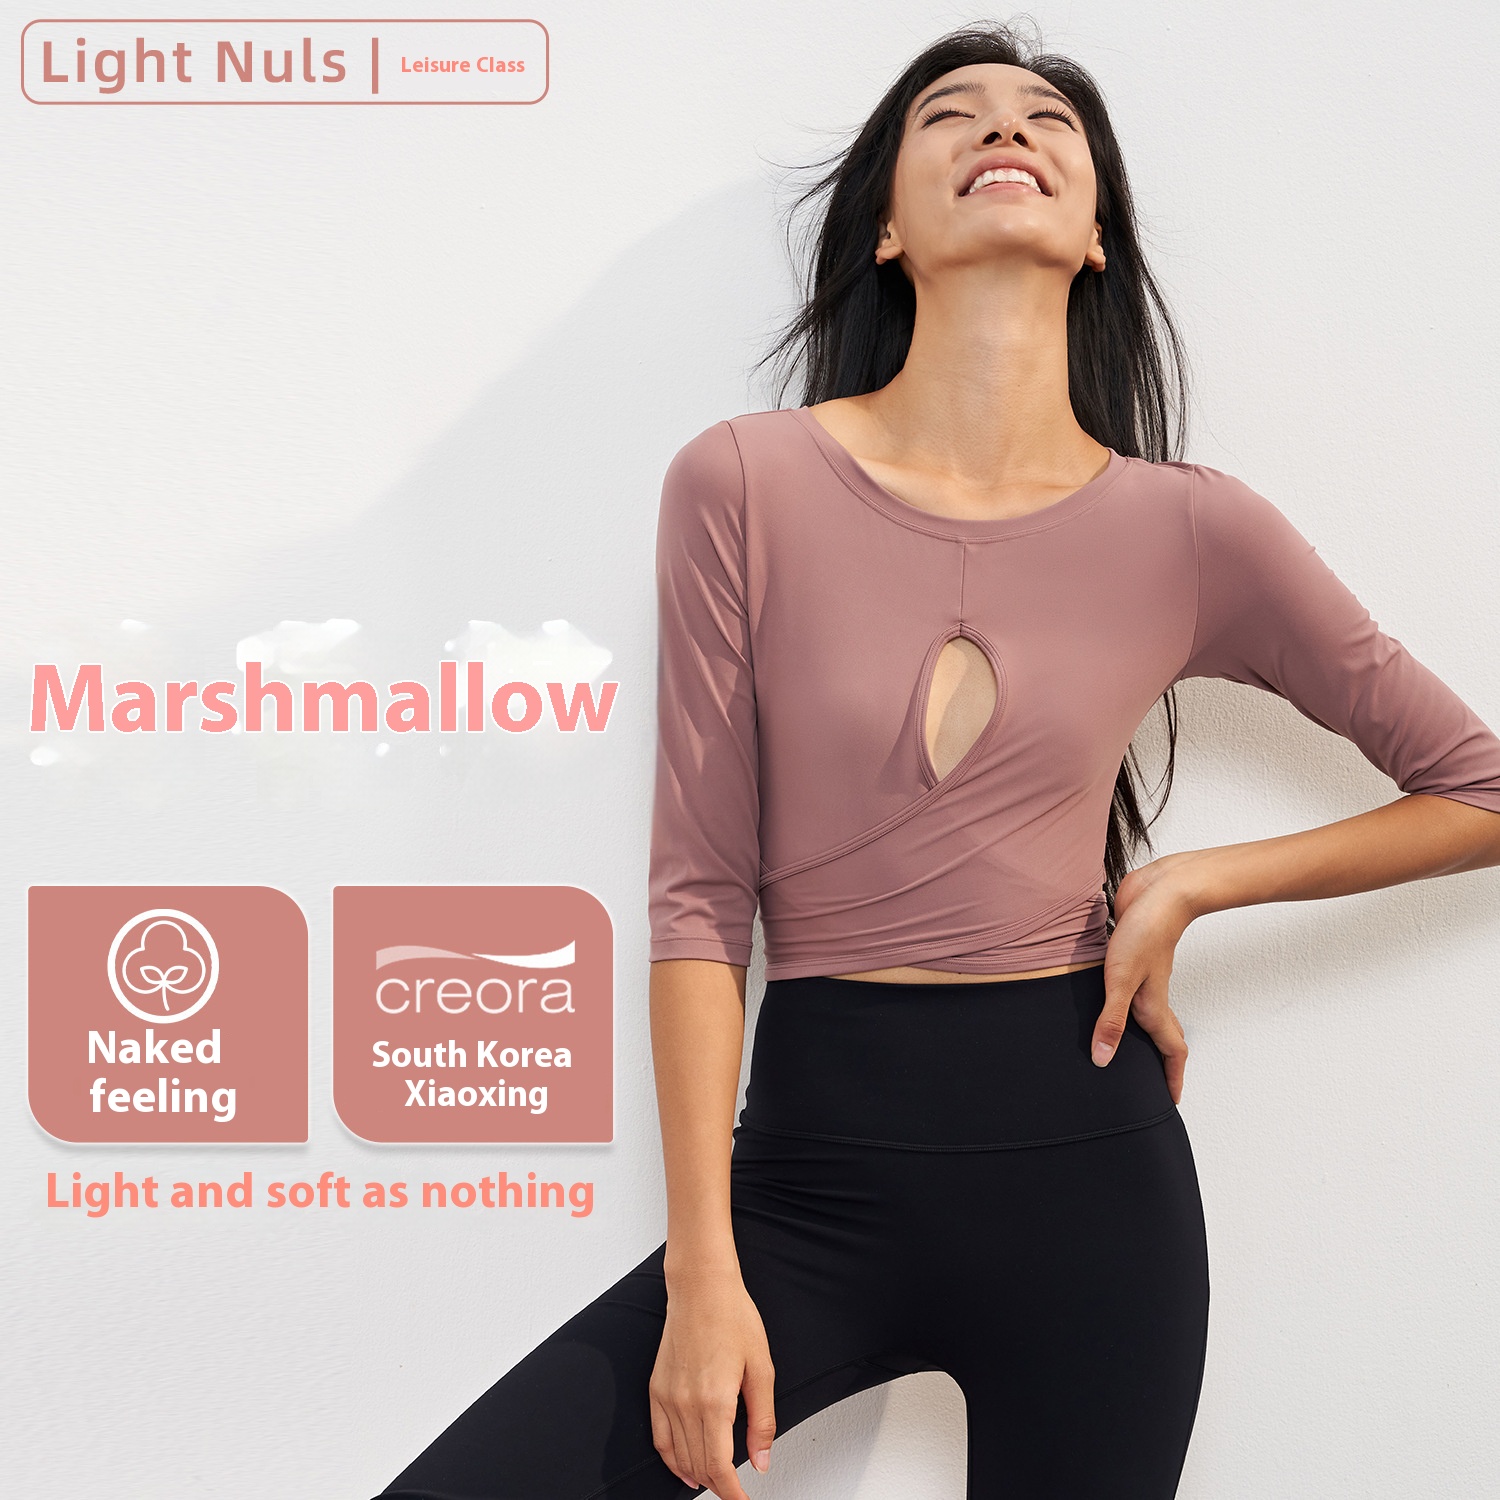 Light Nuls | Leisure Class
Marshmallow
Naked
feeling
creora
South Korea
Xiaoxing
Light and soft as nothing